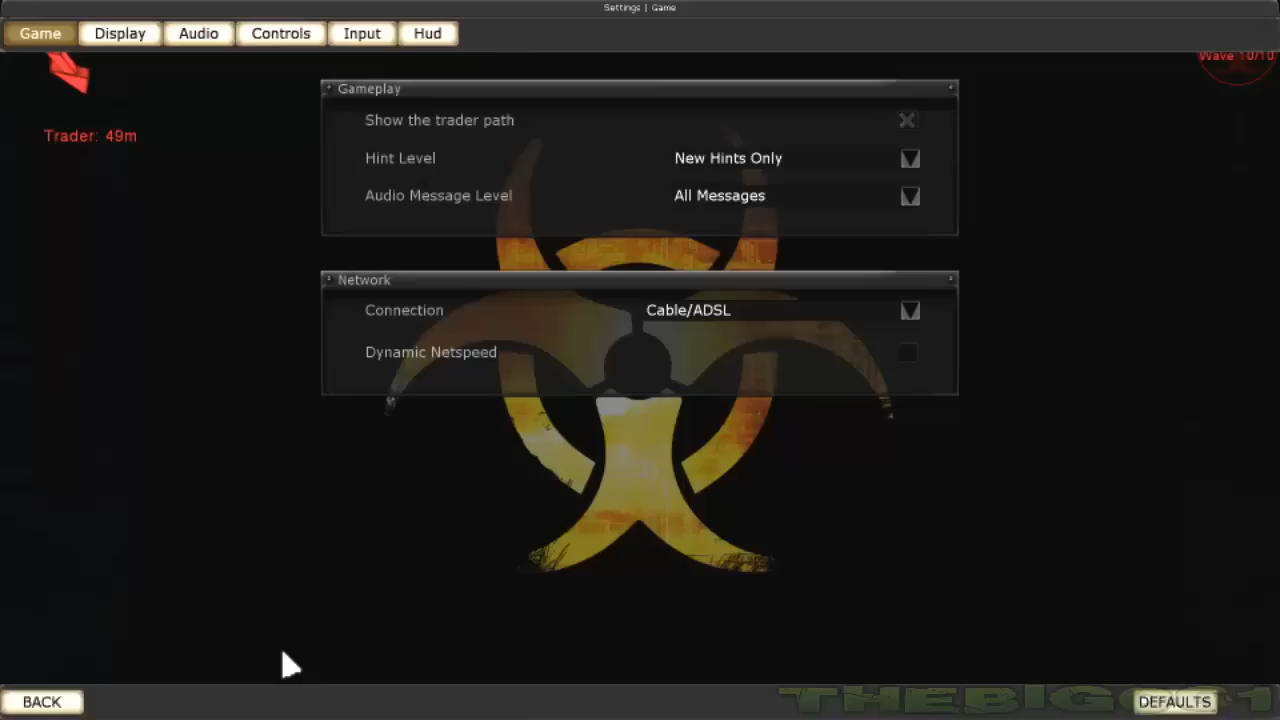 Settings | Game
Game Display Audio Controls Input Hud
Wave 10/10
Trader: 49m
Gameplay
Show the trader path
Hint Level New Hints Only
Audio Message Level All Messages
Network
Connection Cable/ADSL
Dynamic Netspeed
BACK
DEFAULTS